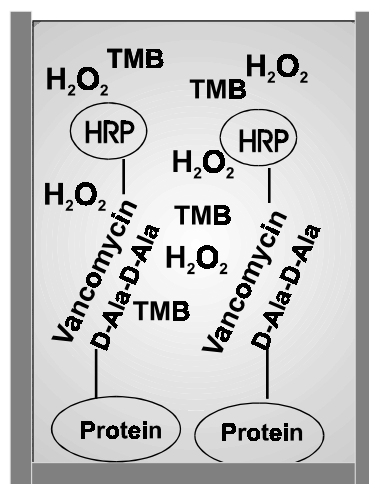 TMB
H₂O₂
H₂O₂
TMB
HRP
HRP
H₂O₂
H₂O₂
TMB
Vancomycin
D-Ala-D-Ala
Vancomycin
D-Ala-D-Ala
H₂O₂
TMB
Protein
Protein